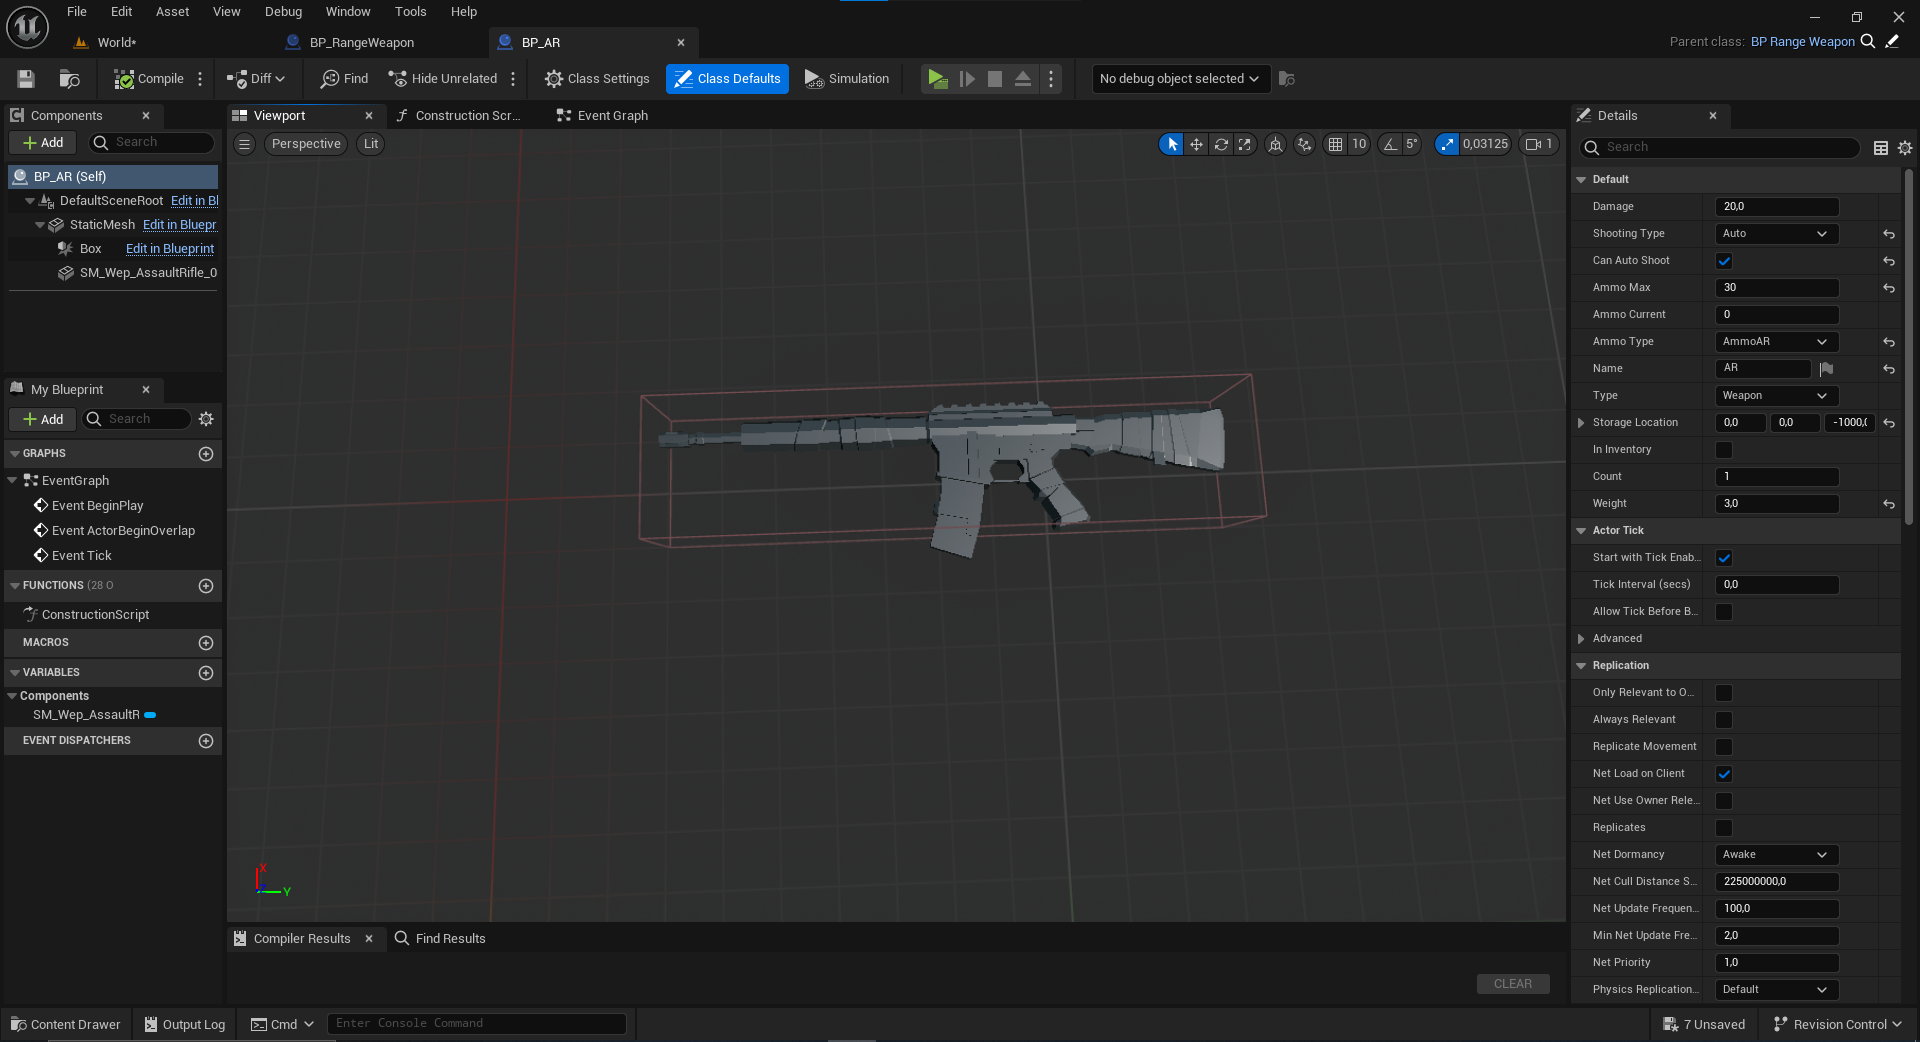 File Edit Asset View Debug Window Tools Help
World* BP_RangeWeapon BP_AR
Parent class: BP Range Weapon
Compile Diff Find Hide Unrelated Class Settings Class Defaults Simulation No debug object selected
Components
Add Search
BP_AR (Self)
DefaultSceneRoot Edit in Bl
StaticMesh Edit in Bluepr
Box Edit in Blueprint
SM_Wep_AssaultRifle_0
My Blueprint
Add Search
GRAPHS
EventGraph
Event BeginPlay
Event ActorBeginOverlap
Event Tick
FUNCTIONS (28 O
ConstructionScript
MACROS
VARIABLES
Components
SM_Wep_AssaultR
EVENT DISPATCHERS
Viewport Construction Scr... Event Graph
Perspective Lit 10 5° 0,03125 1
X
Y
Compiler Results Find Results
CLEAR
Details
Search
Default
Damage 20,0
Shooting Type Auto
Can Auto Shoot
Ammo Max 30
Ammo Current 0
Ammo Type AmmoAR
Name AR
Type Weapon
Storage Location 0,0 0,0 -1000,(
In Inventory
Count 1
Weight 3,0
Actor Tick
Start with Tick Enab...
Tick Interval (secs) 0,0
Allow Tick Before B...
Advanced
Replication
Only Relevant to O...
Always Relevant
Replicate Movement
Net Load on Client
Net Use Owner Rele...
Replicates
Net Dormancy Awake
Net Cull Distance S... 225000000,0
Net Update Frequen... 100,0
Min Net Update Fre... 2,0
Net Priority 1,0
Physics Replication... Default
Content Drawer Output Log Cmd Enter Console Command 7 Unsaved Revision Control